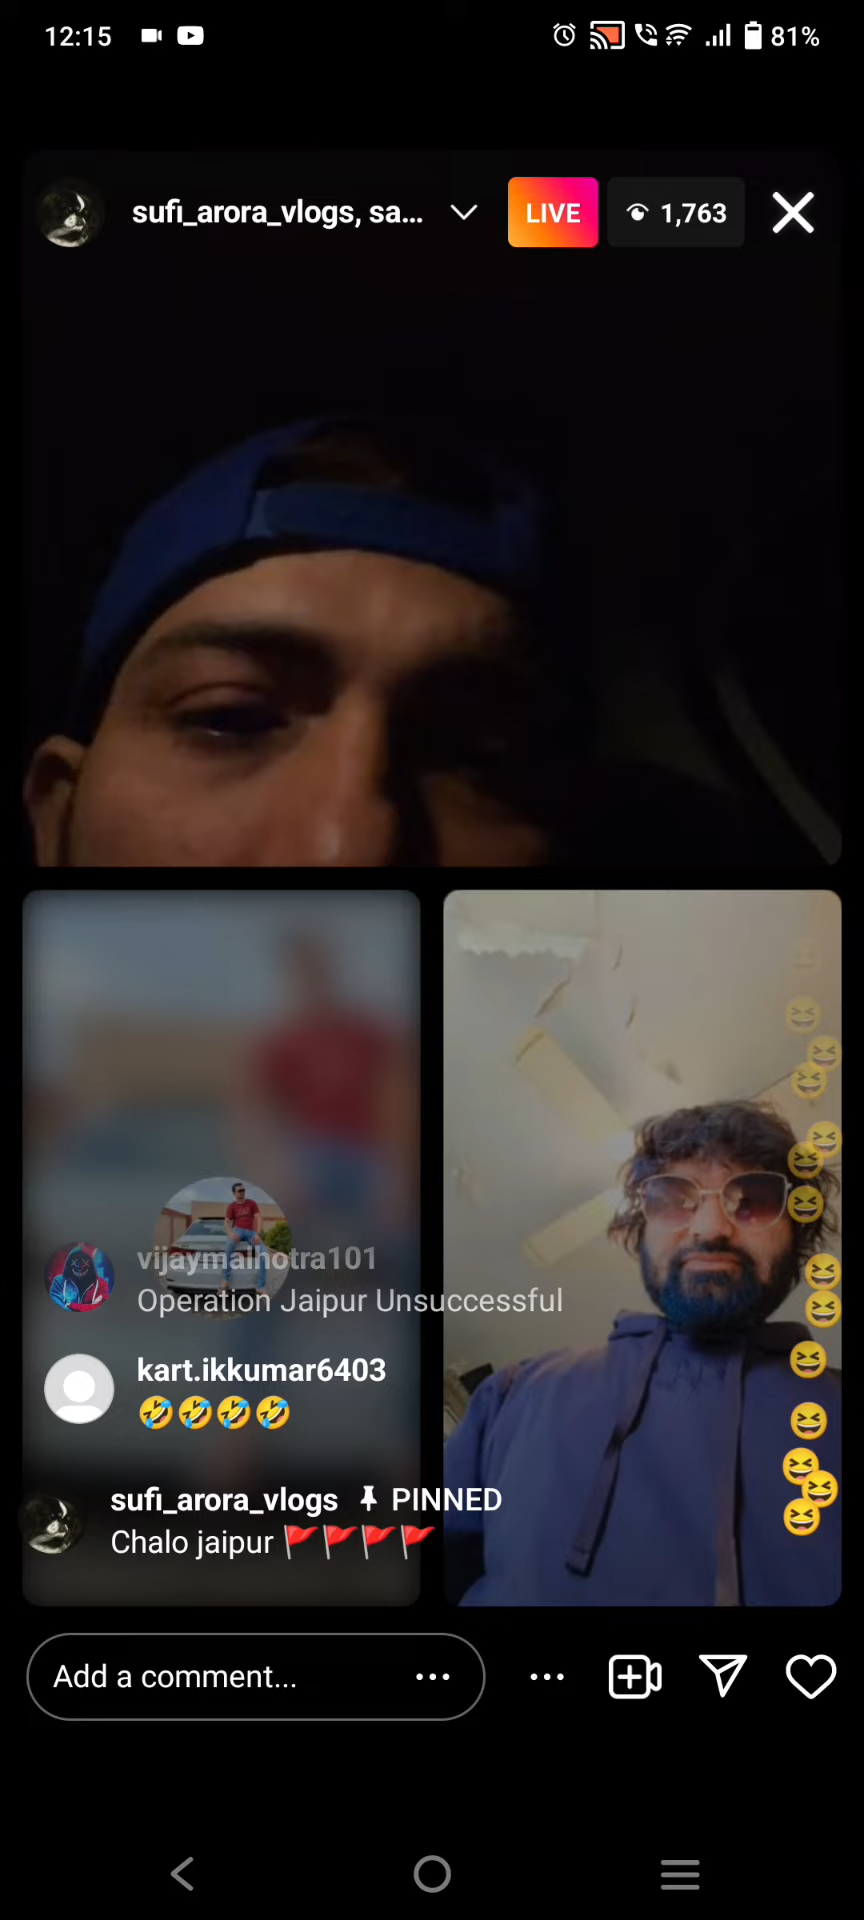 12:15
81%
sufi_arora_vlogs, sa...
LIVE
1,763
vijaymalhotra101
Operation Jaipur Unsuccessful
kart.ikkumar6403
🤣🤣🤣🤣
sufi_arora_vlogs PINNED
Chalo jaipur 🚩🚩🚩🚩
Add a comment...